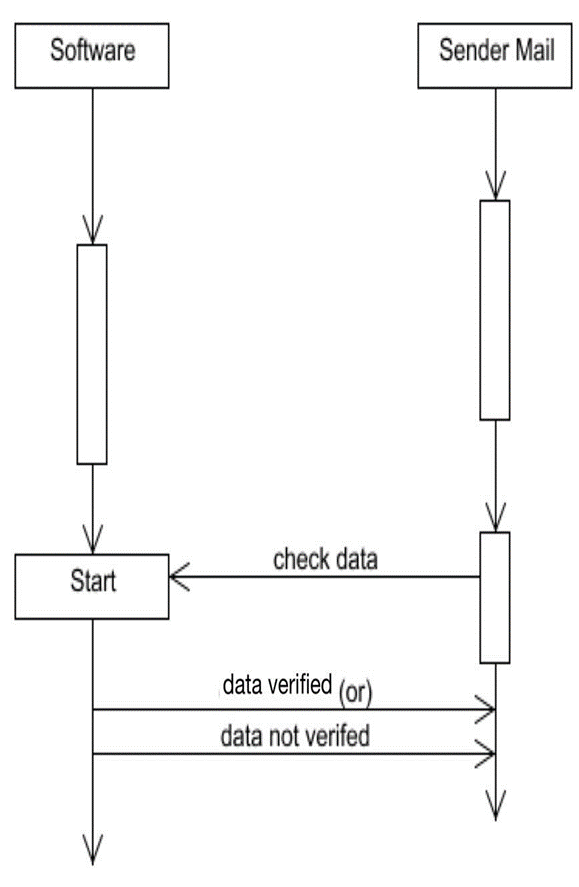 Software
Sender Mail
check data
Start
data verified (or)
data not verifed